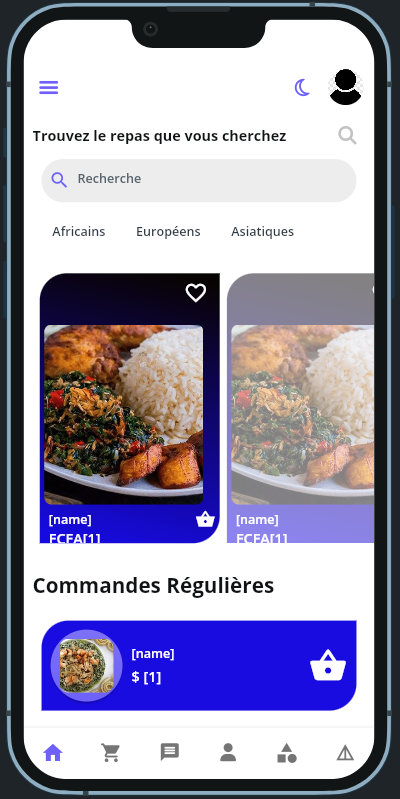 Trouvez le repas que vous cherchez
Recherche
Africains Européens Asiatiques
[name] [name]
FCFA[1] FCFA[1]
Commandes Régulières
[name]
$ [1]